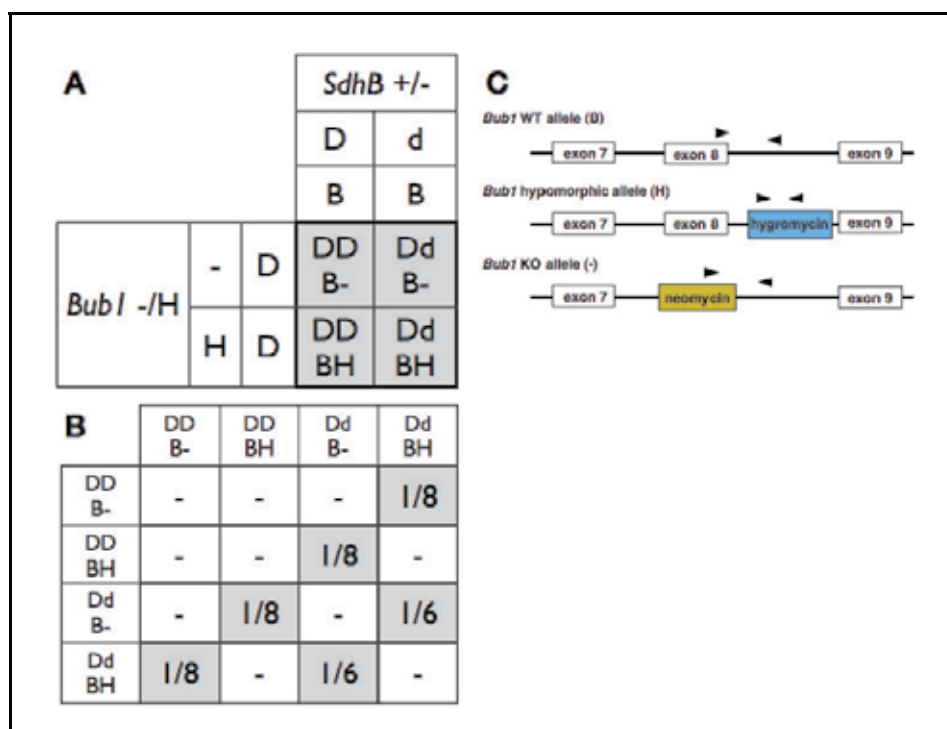 A
SdhB +/-
D d
B B
Bub1 -/H
- D DD B- Dd B-
H D DD BH Dd BH
B
DD B- DD BH Dd B- Dd BH
DD B- - - - 1/8
DD BH - - 1/8 -
Dd B- - 1/8 - 1/6
Dd BH 1/8 - 1/6 -
C
Bub1 WT allele (B)
exon 7 exon 8 exon 9
Bub1 hypomorphic allele (H)
exon 7 exon 8 hygromycin exon 9
Bub1 KO allele (-)
exon 7 neomycin exon 9